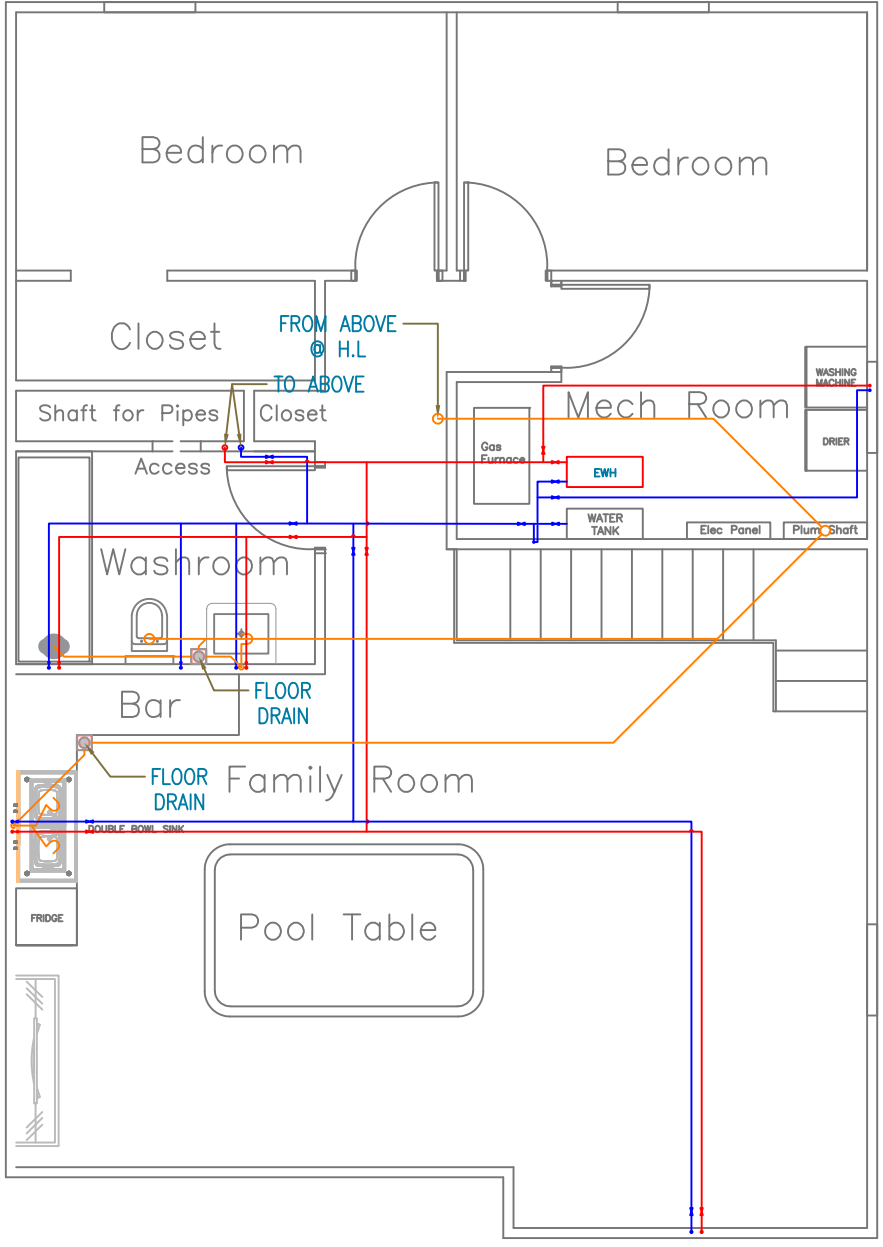 Bedroom
Bedroom
Closet
FROM ABOVE
@ H.L
TO ABOVE
Shaft for Pipes
Closet
Access
Mech Room
WASHING
MACHINE
DRIER
Gas
Furnace
EWH
WATER
TANK
Elec Panel
Plum Shaft
Washroom
FLOOR
DRAIN
Bar
FLOOR
DRAIN
Family Room
DOUBLE BOWL SINK
FRIDGE
Pool Table